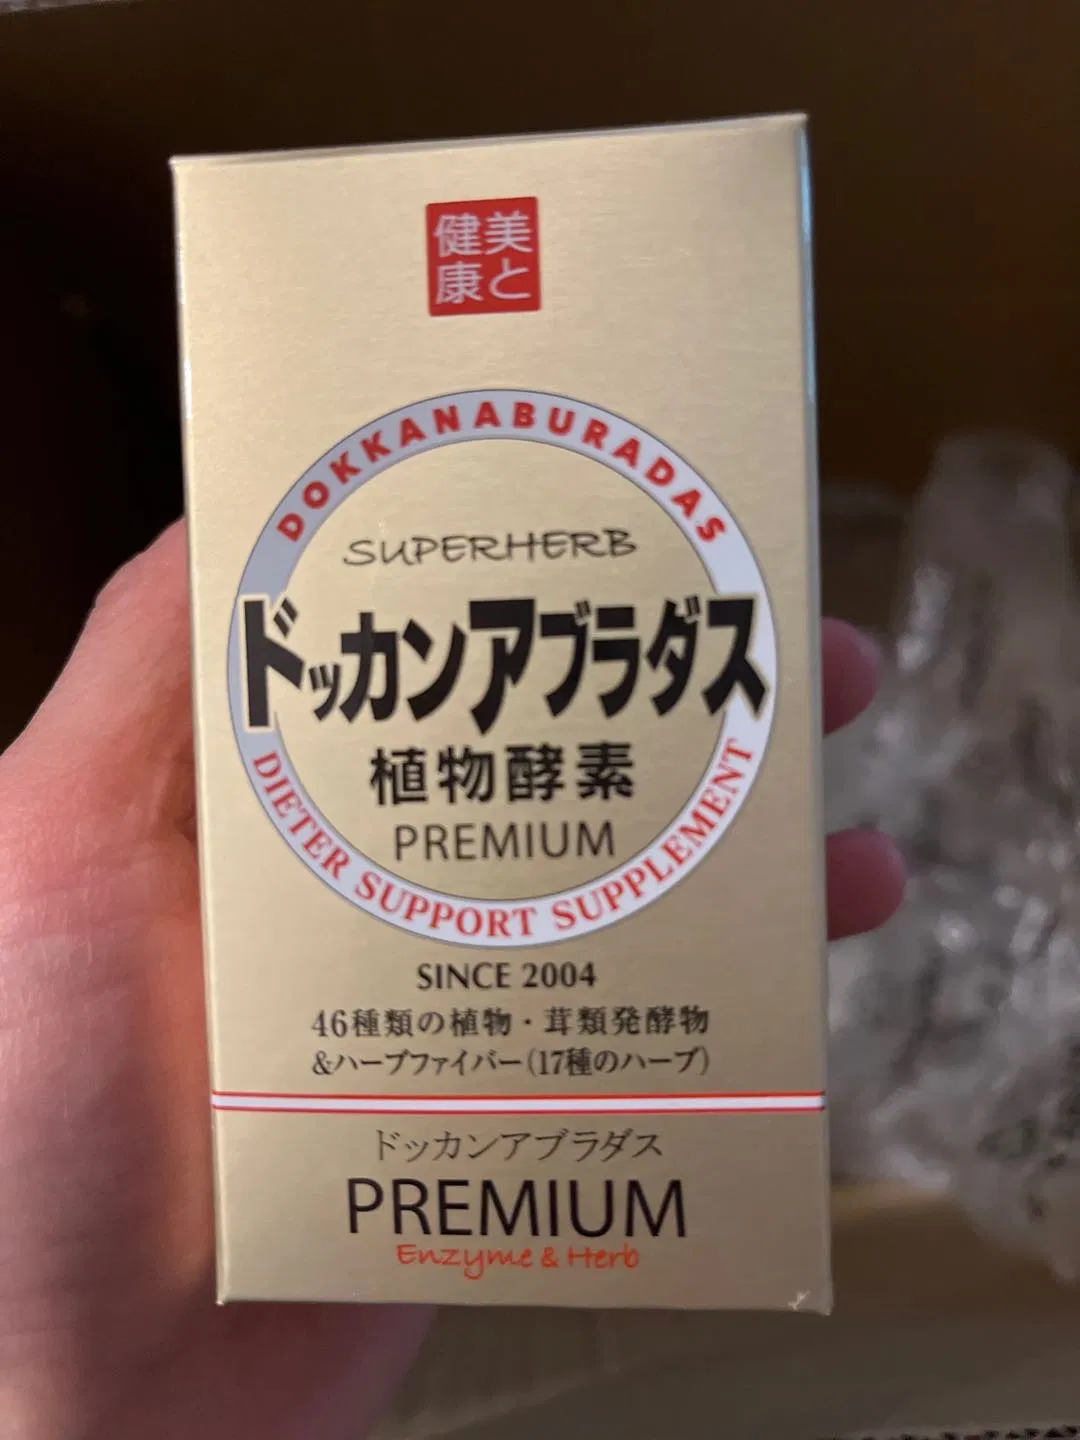 美と
健康
DOKKANABURADAS
SUPERHERB
ドッカンアブラダス
植物酵素
PREMIUM
DIETER SUPPORT SUPPLEMENT
SINCE 2004
46種類の植物・茸類発酵物
&ハーブファイバー(17種のハーブ)
ドッカンアブラダス
PREMIUM
Enzyme & Herb